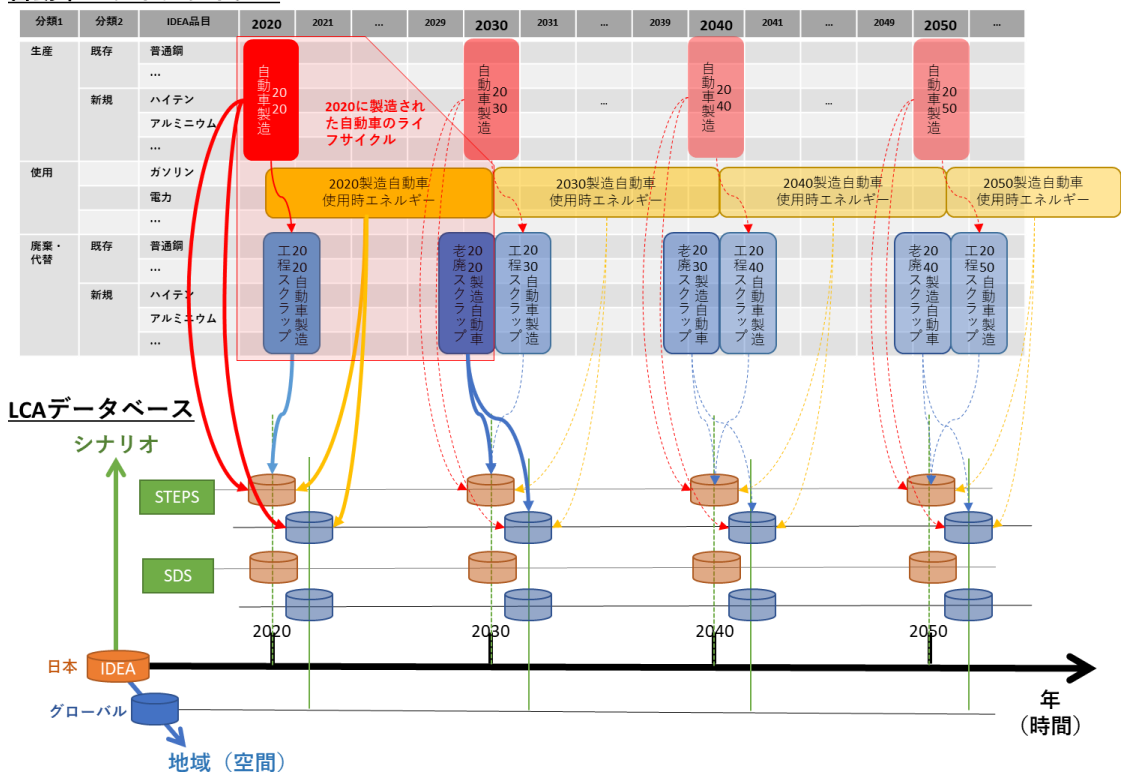 分類1 分類2 IDEA品目 2020 2021 ... 2029 2030 2031 ... 2039 2040 2041 ... 2049 2050 ...
生産 既存 普通鋼
...
新規 ハイテン
アルミニウム
...
使用 ガソリン
電力
...
廃棄・
代替
既存 普通鋼
...
新規 ハイテン
アルミニウム
...
2020
自動車製造
2030
自動車製造
2040
自動車製造
2050
自動車製造
... ...
2020に製造され
た自動車のライ
フサイクル
2020製造自動車
使用時エネルギー
2030製造自動車
使用時エネルギー
2040製造自動車
使用時エネルギー
2050製造自動車
使用時エネルギー
2020自動車製造
工程スクラップ
2020製造自動車
老廃スクラップ
2030自動車製造
工程スクラップ
2030製造自動車
老廃スクラップ
2040自動車製造
工程スクラップ
2040製造自動車
老廃スクラップ
2050自動車製造
工程スクラップ
LCAデータベース
シナリオ
STEPS
SDS
2020 2030 2040 2050
日本 IDEA
グローバル
年
（時間）
地域（空間）